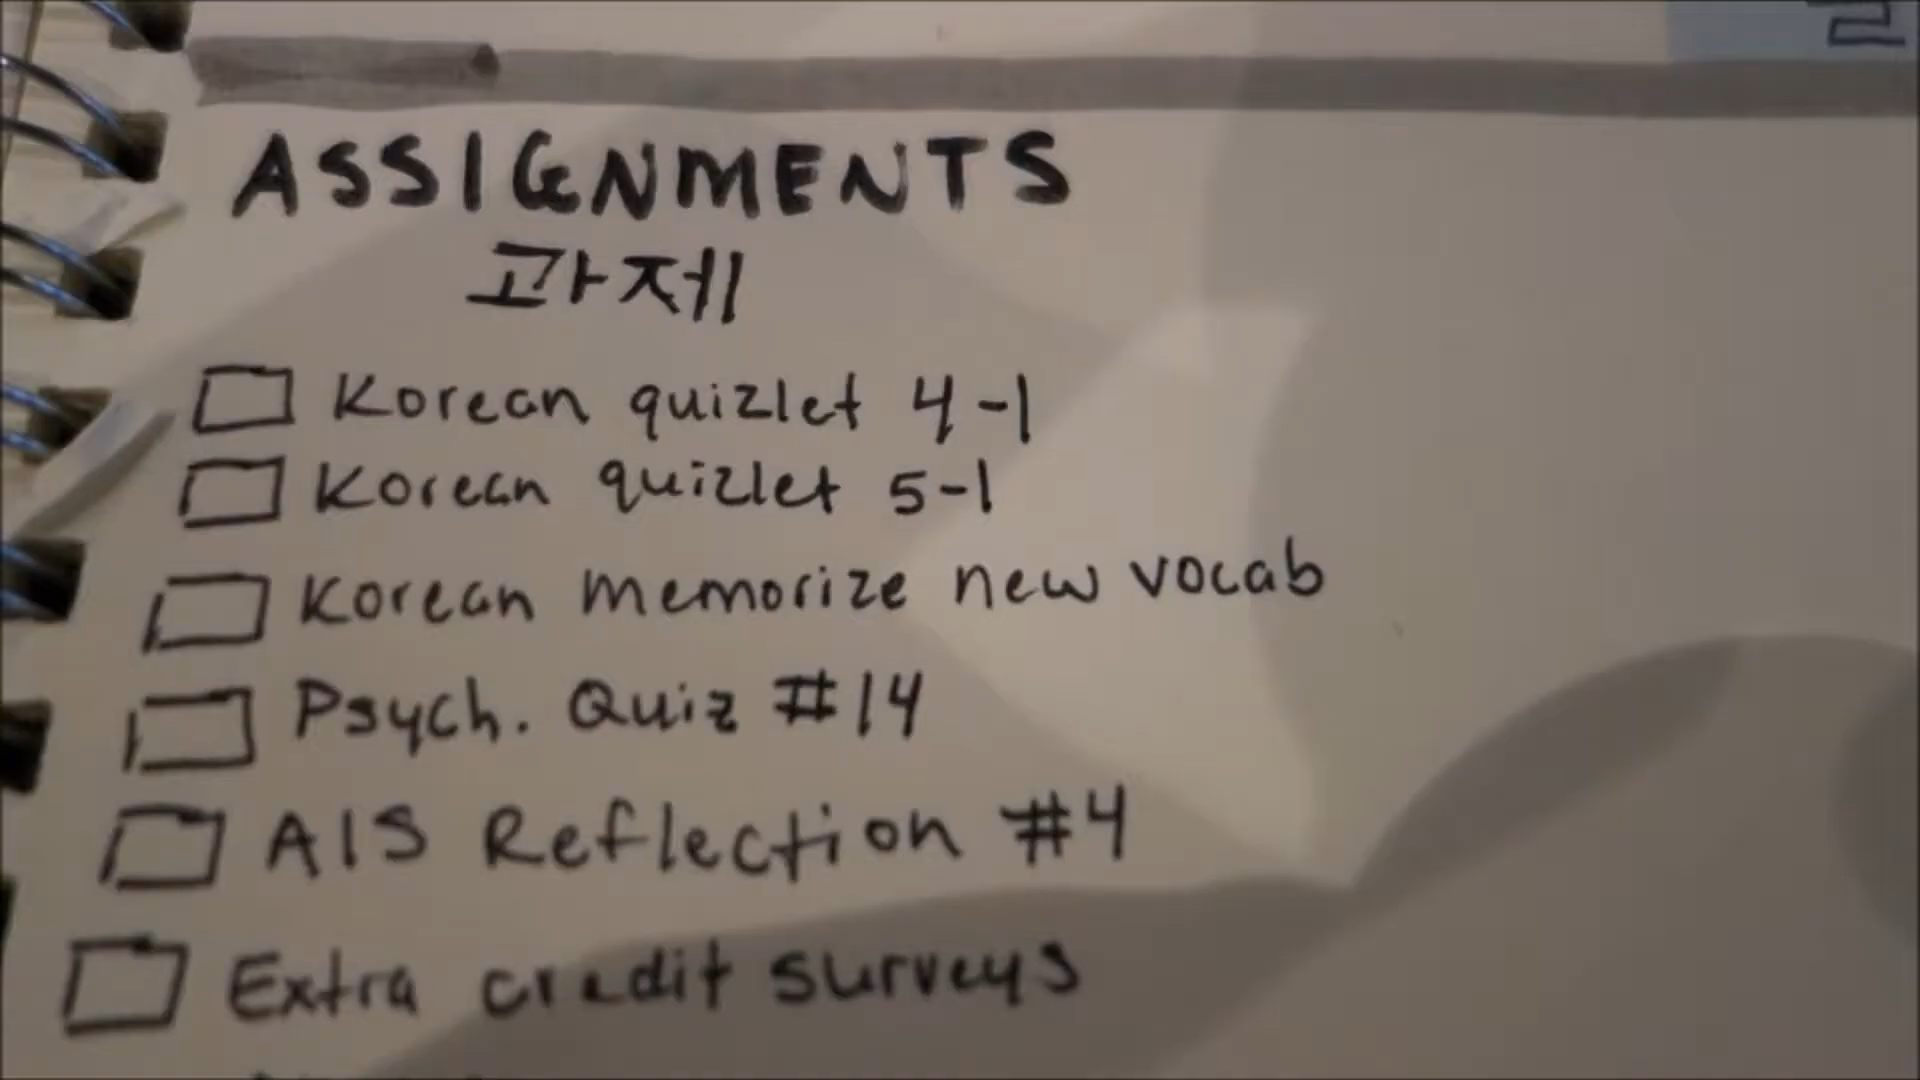 ASSIGNMENTS
과제
Korean quizlet 4-1
Korean quizlet 5-1
Korean memorize new vocab
Psych. Quiz #14
AIS Reflection #4
Extra credit surveys